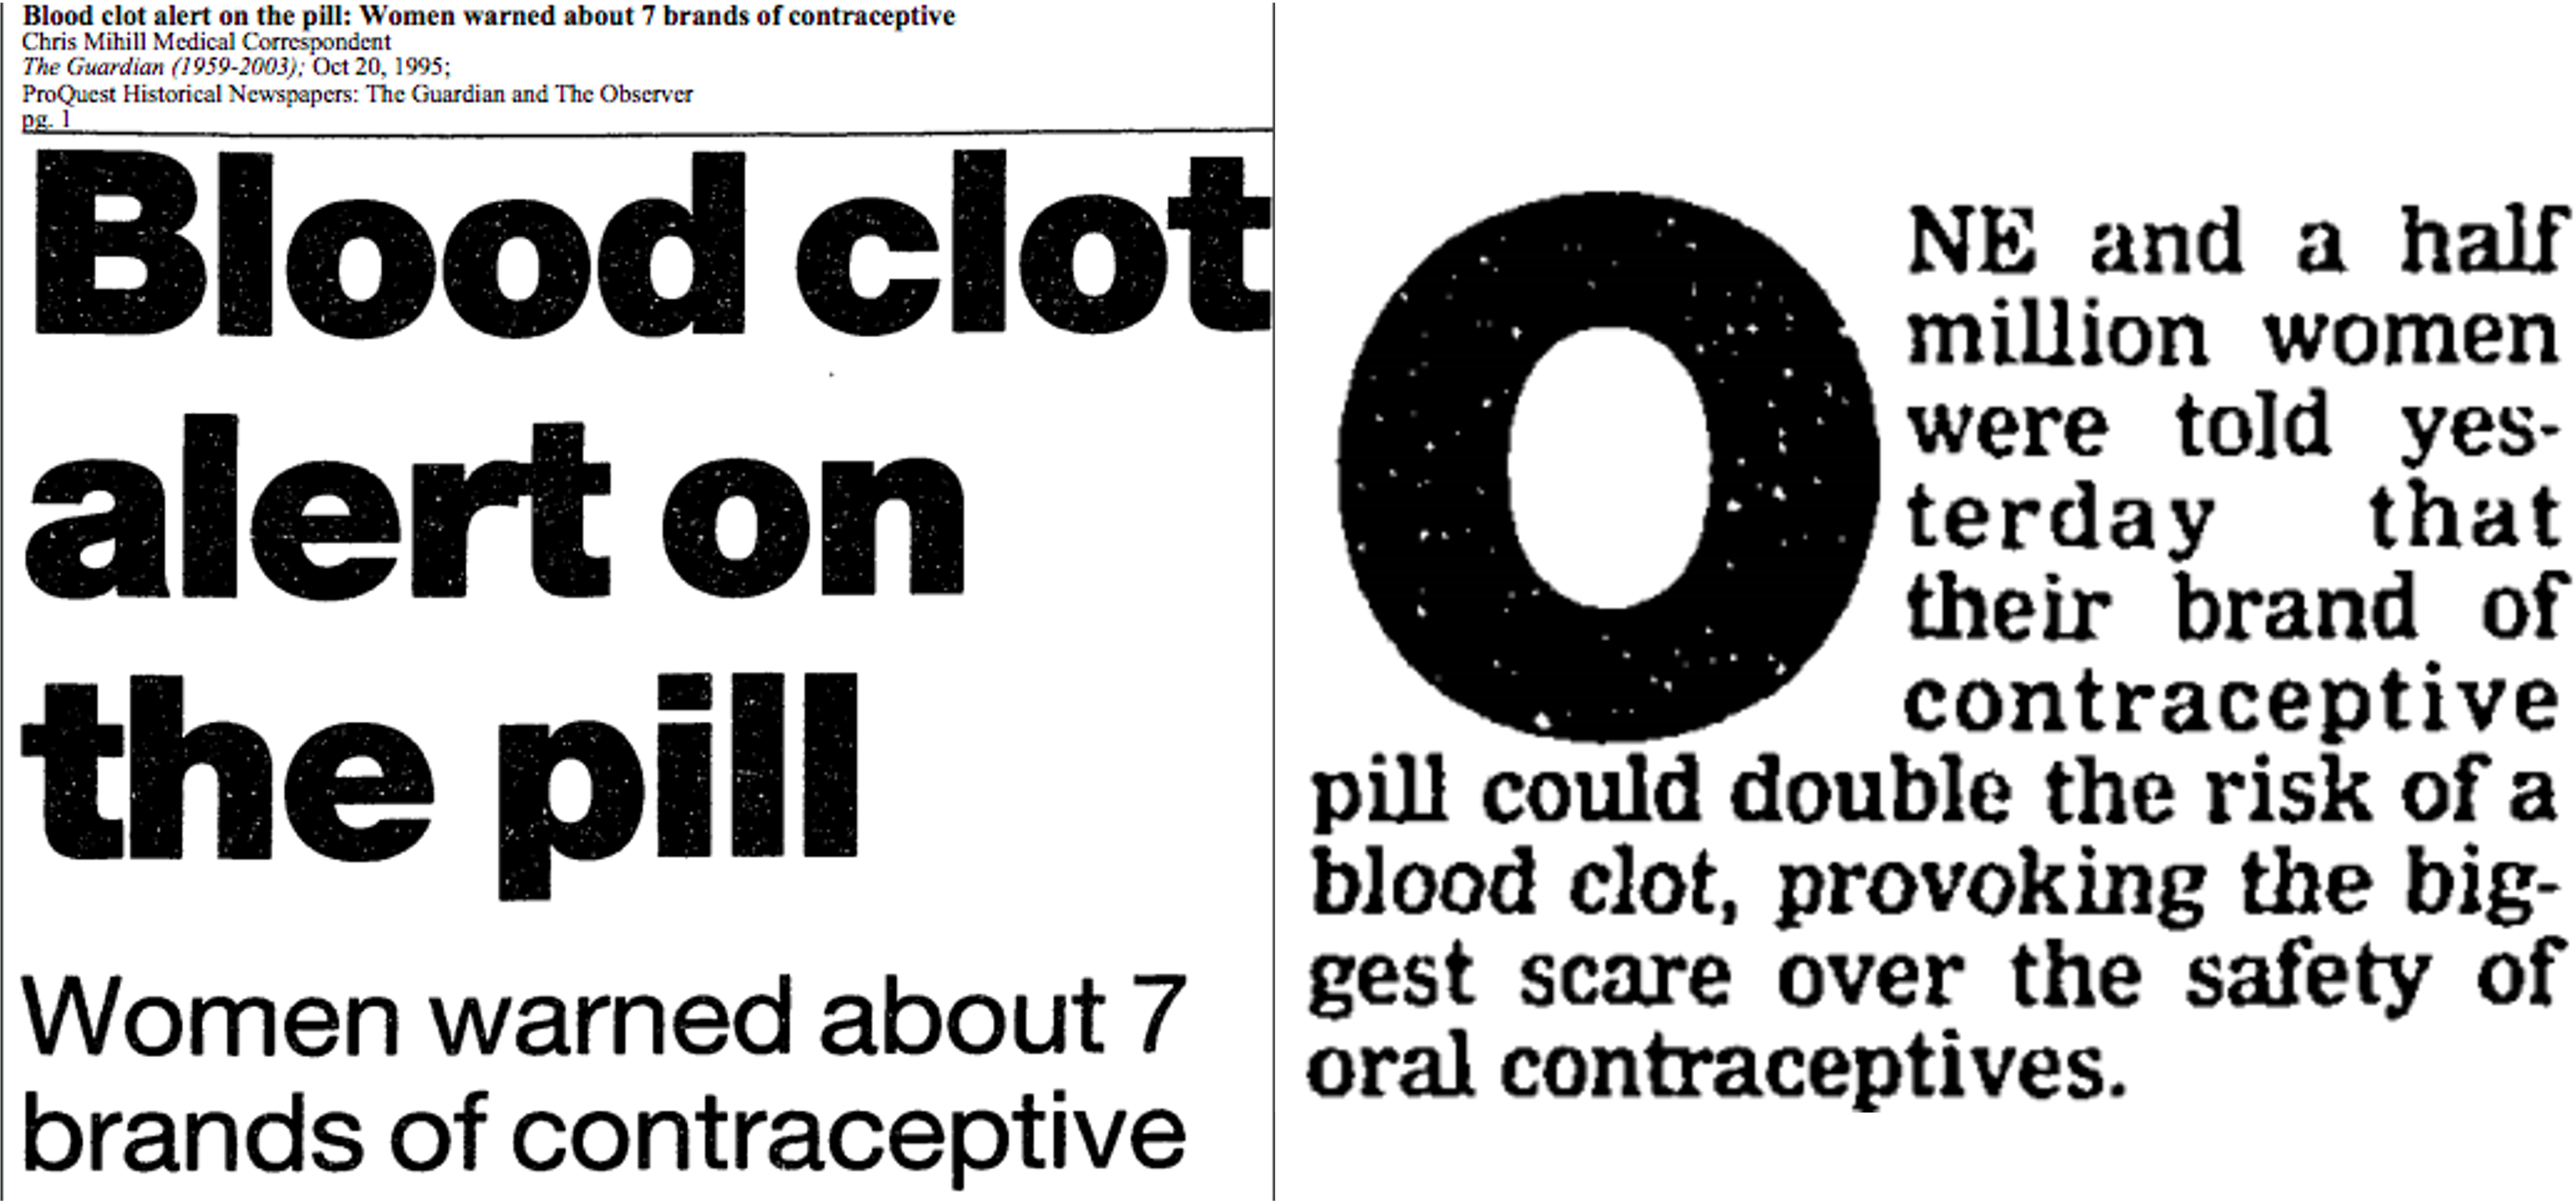 Blood clot alert on the pill: Women warned about 7 brands of contraceptive
Chris Mihill Medical Correspondent
The Guardian (1959-2003); Oct 20, 1995;
ProQuest Historical Newspapers: The Guardian and The Observer
pg. 1
Blood clot
alert on
the pill
Women warned about 7
brands of contraceptive
ONE and a half
million women
were told yes-
terday that
their brand of
contraceptive
pill could double the risk of a
blood clot, provoking the big-
gest scare over the safety of
oral contraceptives.